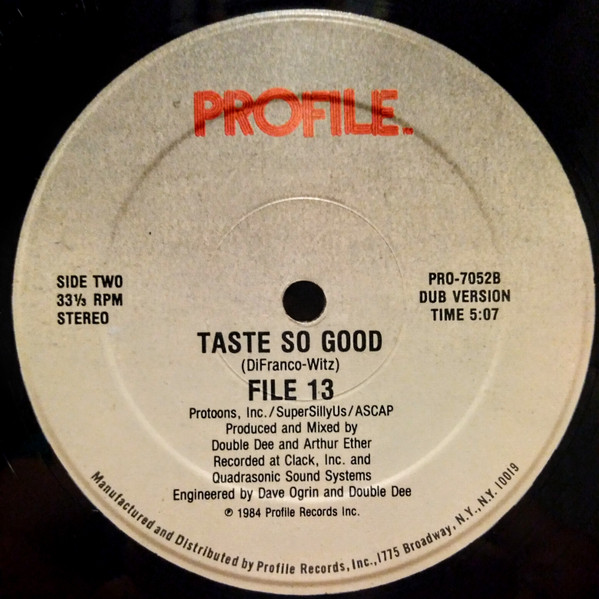 PROFILE.
SIDE TWO
33⅓ RPM
STEREO
PRO-7052B
DUB VERSION
TIME 5:07
TASTE SO GOOD
(DiFranco-Witz)
FILE 13
Protoons, Inc./SuperSillyUs/ASCAP
Produced and Mixed by
Double Dee and Arthur Ether
Recorded at Clack, Inc. and
Quadrasonic Sound Systems
Engineered by Dave Ogrin and Double Dee
℗ 1984 Profile Records Inc.
Manufactured and Distributed by Profile Records, Inc., 1775 Broadway, N.Y., N.Y. 10019